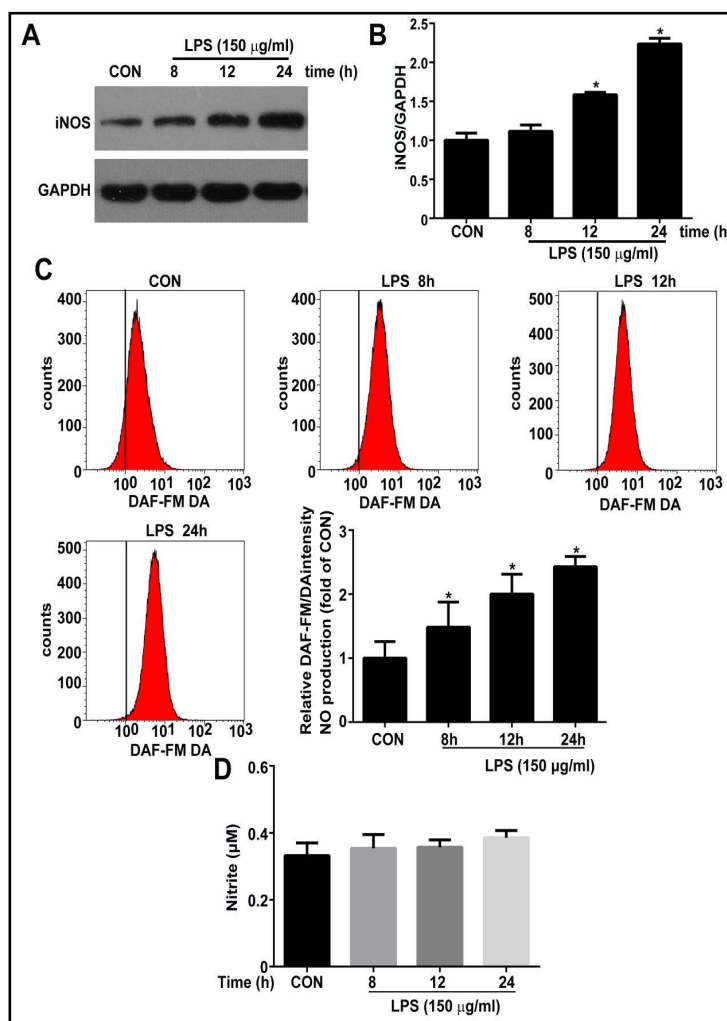 A
LPS (150 μg/ml)
CON 8 12 24 time (h)
iNOS
GAPDH
B
iNOS/GAPDH
2.5
2.0
1.5
1.0
0.5
0
*
*
CON 8 12 24 time (h
LPS (150 μg/ml)
C
CON
counts
400
300
200
100
0
10⁰ 10¹ 10² 10³
DAF-FM DA
LPS 8h
counts
400
300
200
100
0
10⁰ 10¹ 10² 10³
DAF-FM DA
LPS 12h
counts
500
400
300
200
100
0
10⁰ 10¹ 10² 10³
DAF-FM DA
LPS 24h
counts
500
400
300
200
100
0
10⁰ 10¹ 10² 10³
DAF-FM DA
Relative DAF-FM/DAintensity
NO production (fold of CON)
3
2
1
0
*
*
*
CON 8h 12h 24h
LPS (150 μg/ml)
D
Nitrite (μM)
0.6
0.4
0.2
0
Time (h) CON 8 12 24
LPS (150 μg/ml)